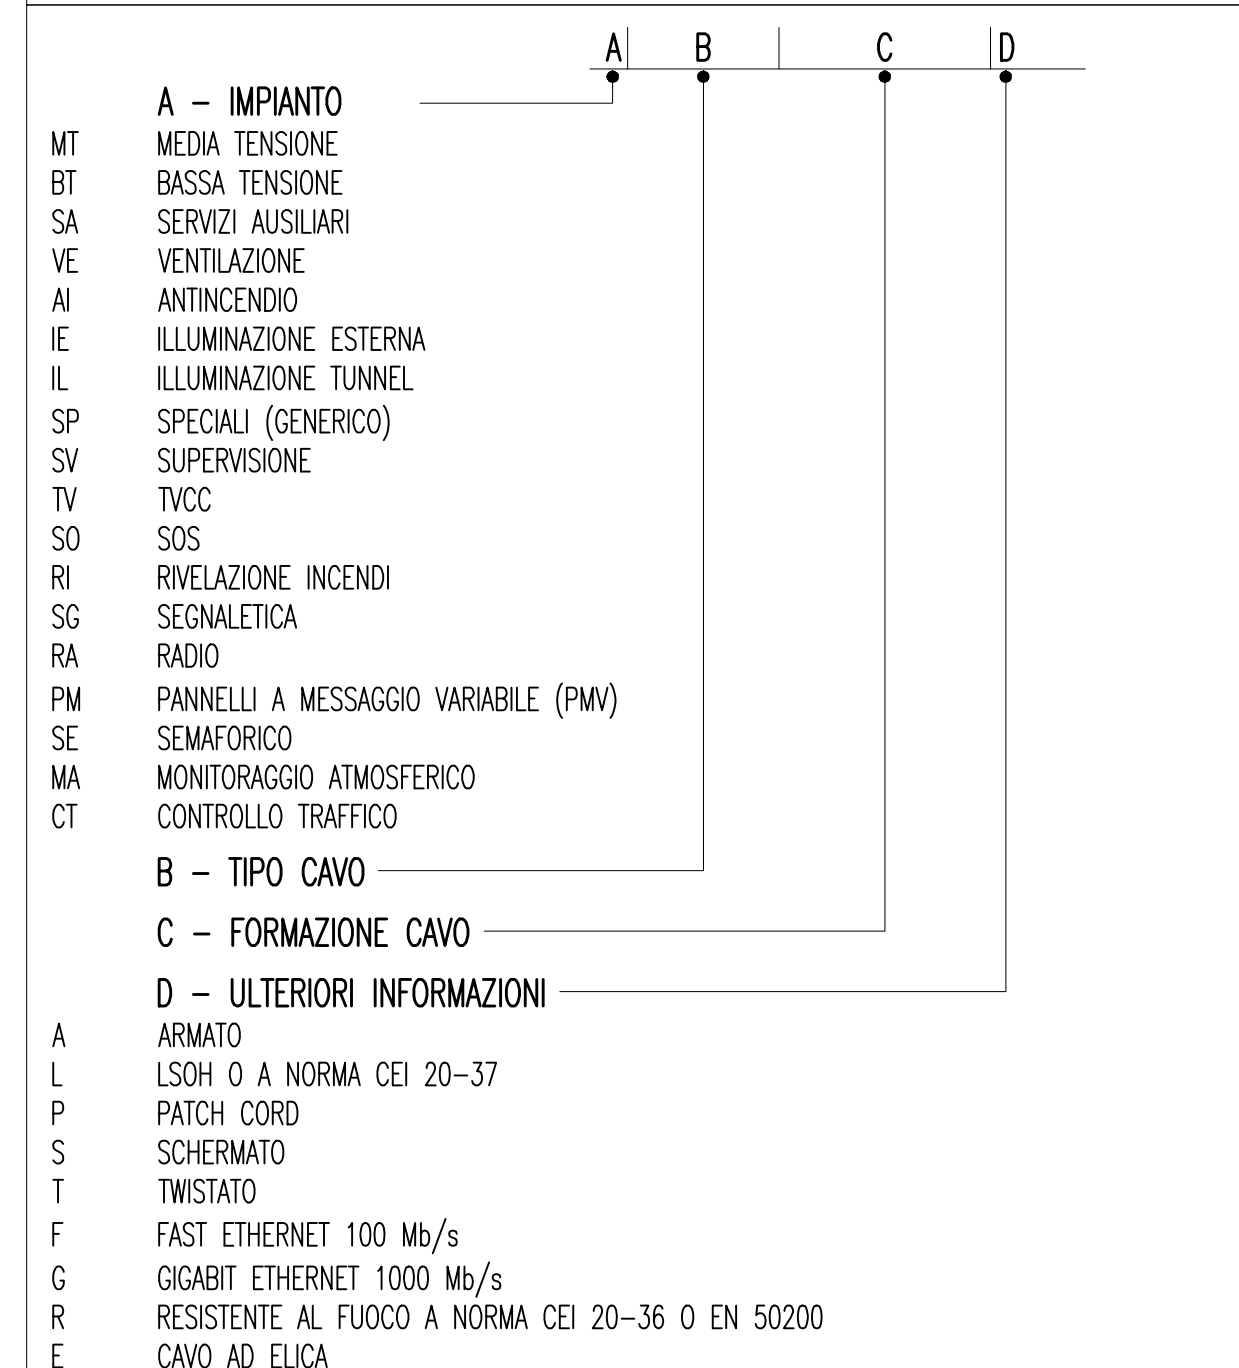 A B C D
A – IMPIANTO
MT MEDIA TENSIONE
BT BASSA TENSIONE
SA SERVIZI AUSILIARI
VE VENTILAZIONE
AI ANTINCENDIO
IE ILLUMINAZIONE ESTERNA
IL ILLUMINAZIONE TUNNEL
SP SPECIALI (GENERICO)
SV SUPERVISIONE
TV TVCC
SO SOS
RI RIVELAZIONE INCENDI
SG SEGNALETICA
RA RADIO
PM PANNELLI A MESSAGGIO VARIABILE (PMV)
SE SEMAFORICO
MA MONITORAGGIO ATMOSFERICO
CT CONTROLLO TRAFFICO
B – TIPO CAVO
C – FORMAZIONE CAVO
D – ULTERIORI INFORMAZIONI
A ARMATO
L LSOH O A NORMA CEI 20–37
P PATCH CORD
S SCHERMATO
T TWISTATO
F FAST ETHERNET 100 Mb/s
G GIGABIT ETHERNET 1000 Mb/s
R RESISTENTE AL FUOCO A NORMA CEI 20–36 O EN 50200
E CAVO AD ELICA